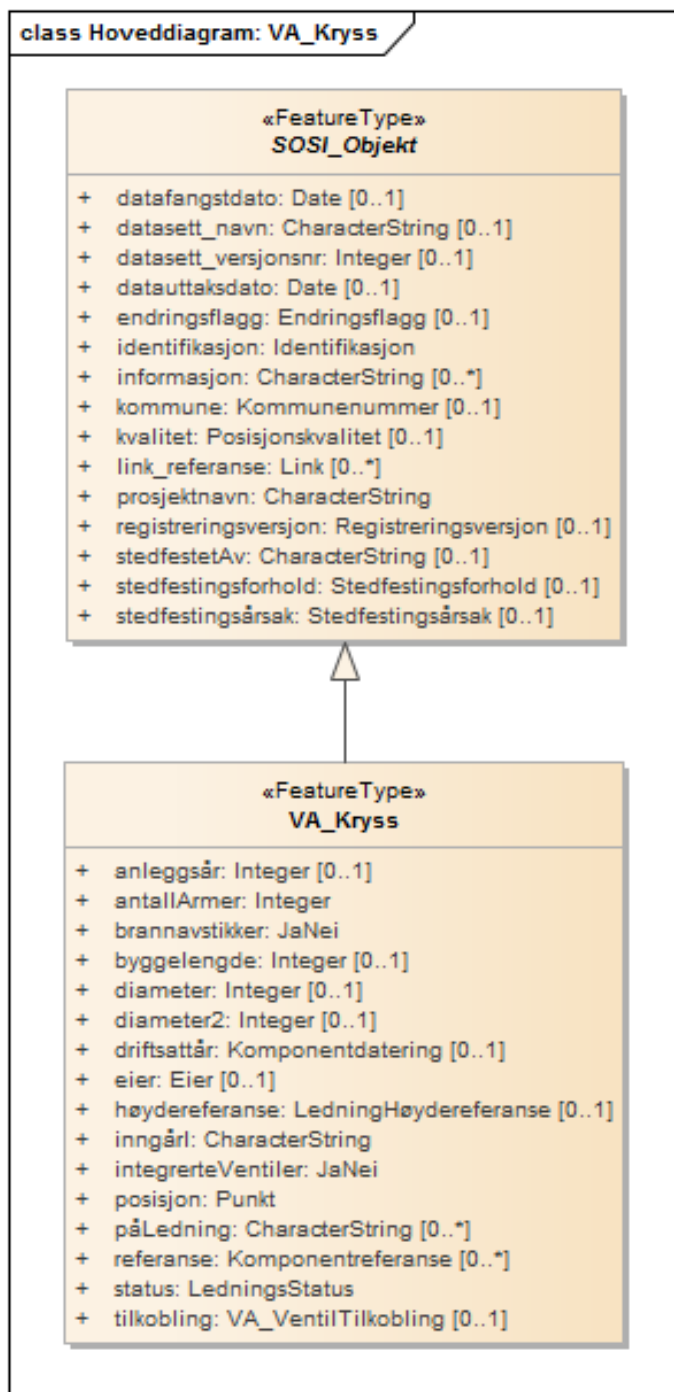 class Hoveddiagram: VA_Kryss
«FeatureType»
SOSI_Objekt
+ datafangstdato: Date [0..1]
+ datasett_navn: CharacterString [0..1]
+ datasett_versjonsnr: Integer [0..1]
+ datauttaksdato: Date [0..1]
+ endringsflagg: Endringsflagg [0..1]
+ identifikasjon: Identifikasjon
+ informasjon: CharacterString [0..*]
+ kommune: Kommunenummer [0..1]
+ kvalitet: Posisjonskvalitet [0..1]
+ link_referanse: Link [0..*]
+ prosjektnavn: CharacterString
+ registreringsversjon: Registreringsversjon [0..1]
+ stedfestetAv: CharacterString [0..1]
+ stedfestingsforhold: Stedfestingsforhold [0..1]
+ stedfestingsårsak: Stedfestingsårsak [0..1]
«FeatureType»
VA_Kryss
+ anleggsår: Integer [0..1]
+ antallArmer: Integer
+ brannavstikker: JaNei
+ byggelengde: Integer [0..1]
+ diameter: Integer [0..1]
+ diameter2: Integer [0..1]
+ driftsattår: Komponentdatering [0..1]
+ eier: Eier [0..1]
+ høydereferanse: LedningHøydereferanse [0..1]
+ inngårI: CharacterString
+ integrerteVentiler: JaNei
+ posisjon: Punkt
+ påLedning: CharacterString [0..*]
+ referanse: Komponentreferanse [0..*]
+ status: LedningsStatus
+ tilkobling: VA_VentilTilkobling [0..1]